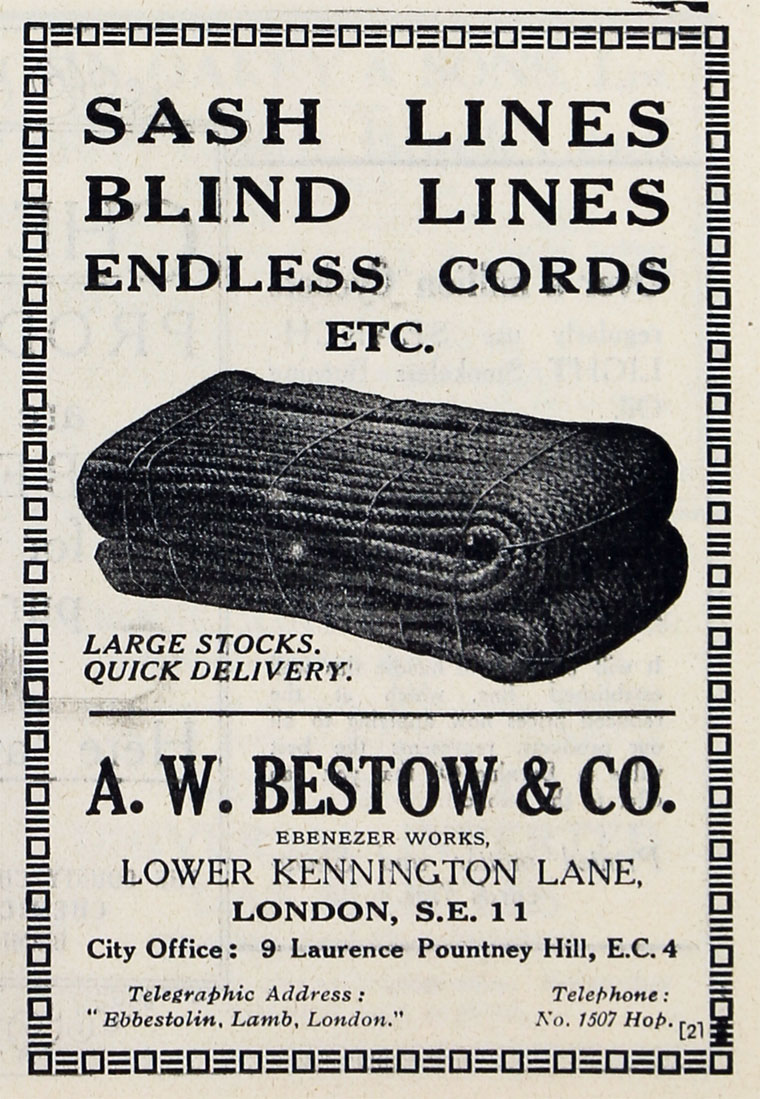 SASH LINES
BLIND LINES
ENDLESS CORDS
ETC.
LARGE STOCKS.
QUICK DELIVERY.
A. W. BESTOW & CO.
EBENEZER WORKS,
LOWER KENNINGTON LANE,
LONDON, S.E. 11
City Office: 9 Laurence Pountney Hill, E.C. 4
Telegraphic Address: Telephone:
"Ebbestolin, Lamb, London." No. 1507 Hop.
[2]